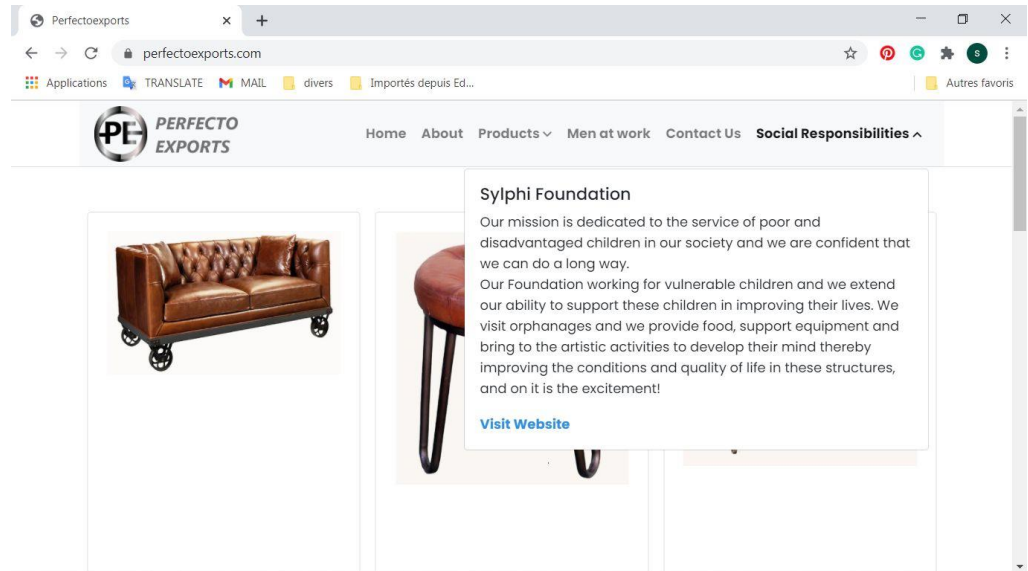 Perfectoexports
perfectoexports.com
Applications TRANSLATE MAIL divers Importés depuis Ed... Autres favoris
PE PERFECTO
EXPORTS
Home About Products Men at work Contact Us Social Responsibilities
Sylphi Foundation
Our mission is dedicated to the service of poor and
disadvantaged children in our society and we are confident that
we can do a long way.
Our Foundation working for vulnerable children and we extend
our ability to support these children in improving their lives. We
visit orphanages and we provide food, support equipment and
bring to the artistic activities to develop their mind thereby
improving the conditions and quality of life in these structures,
and on it is the excitement!
Visit Website